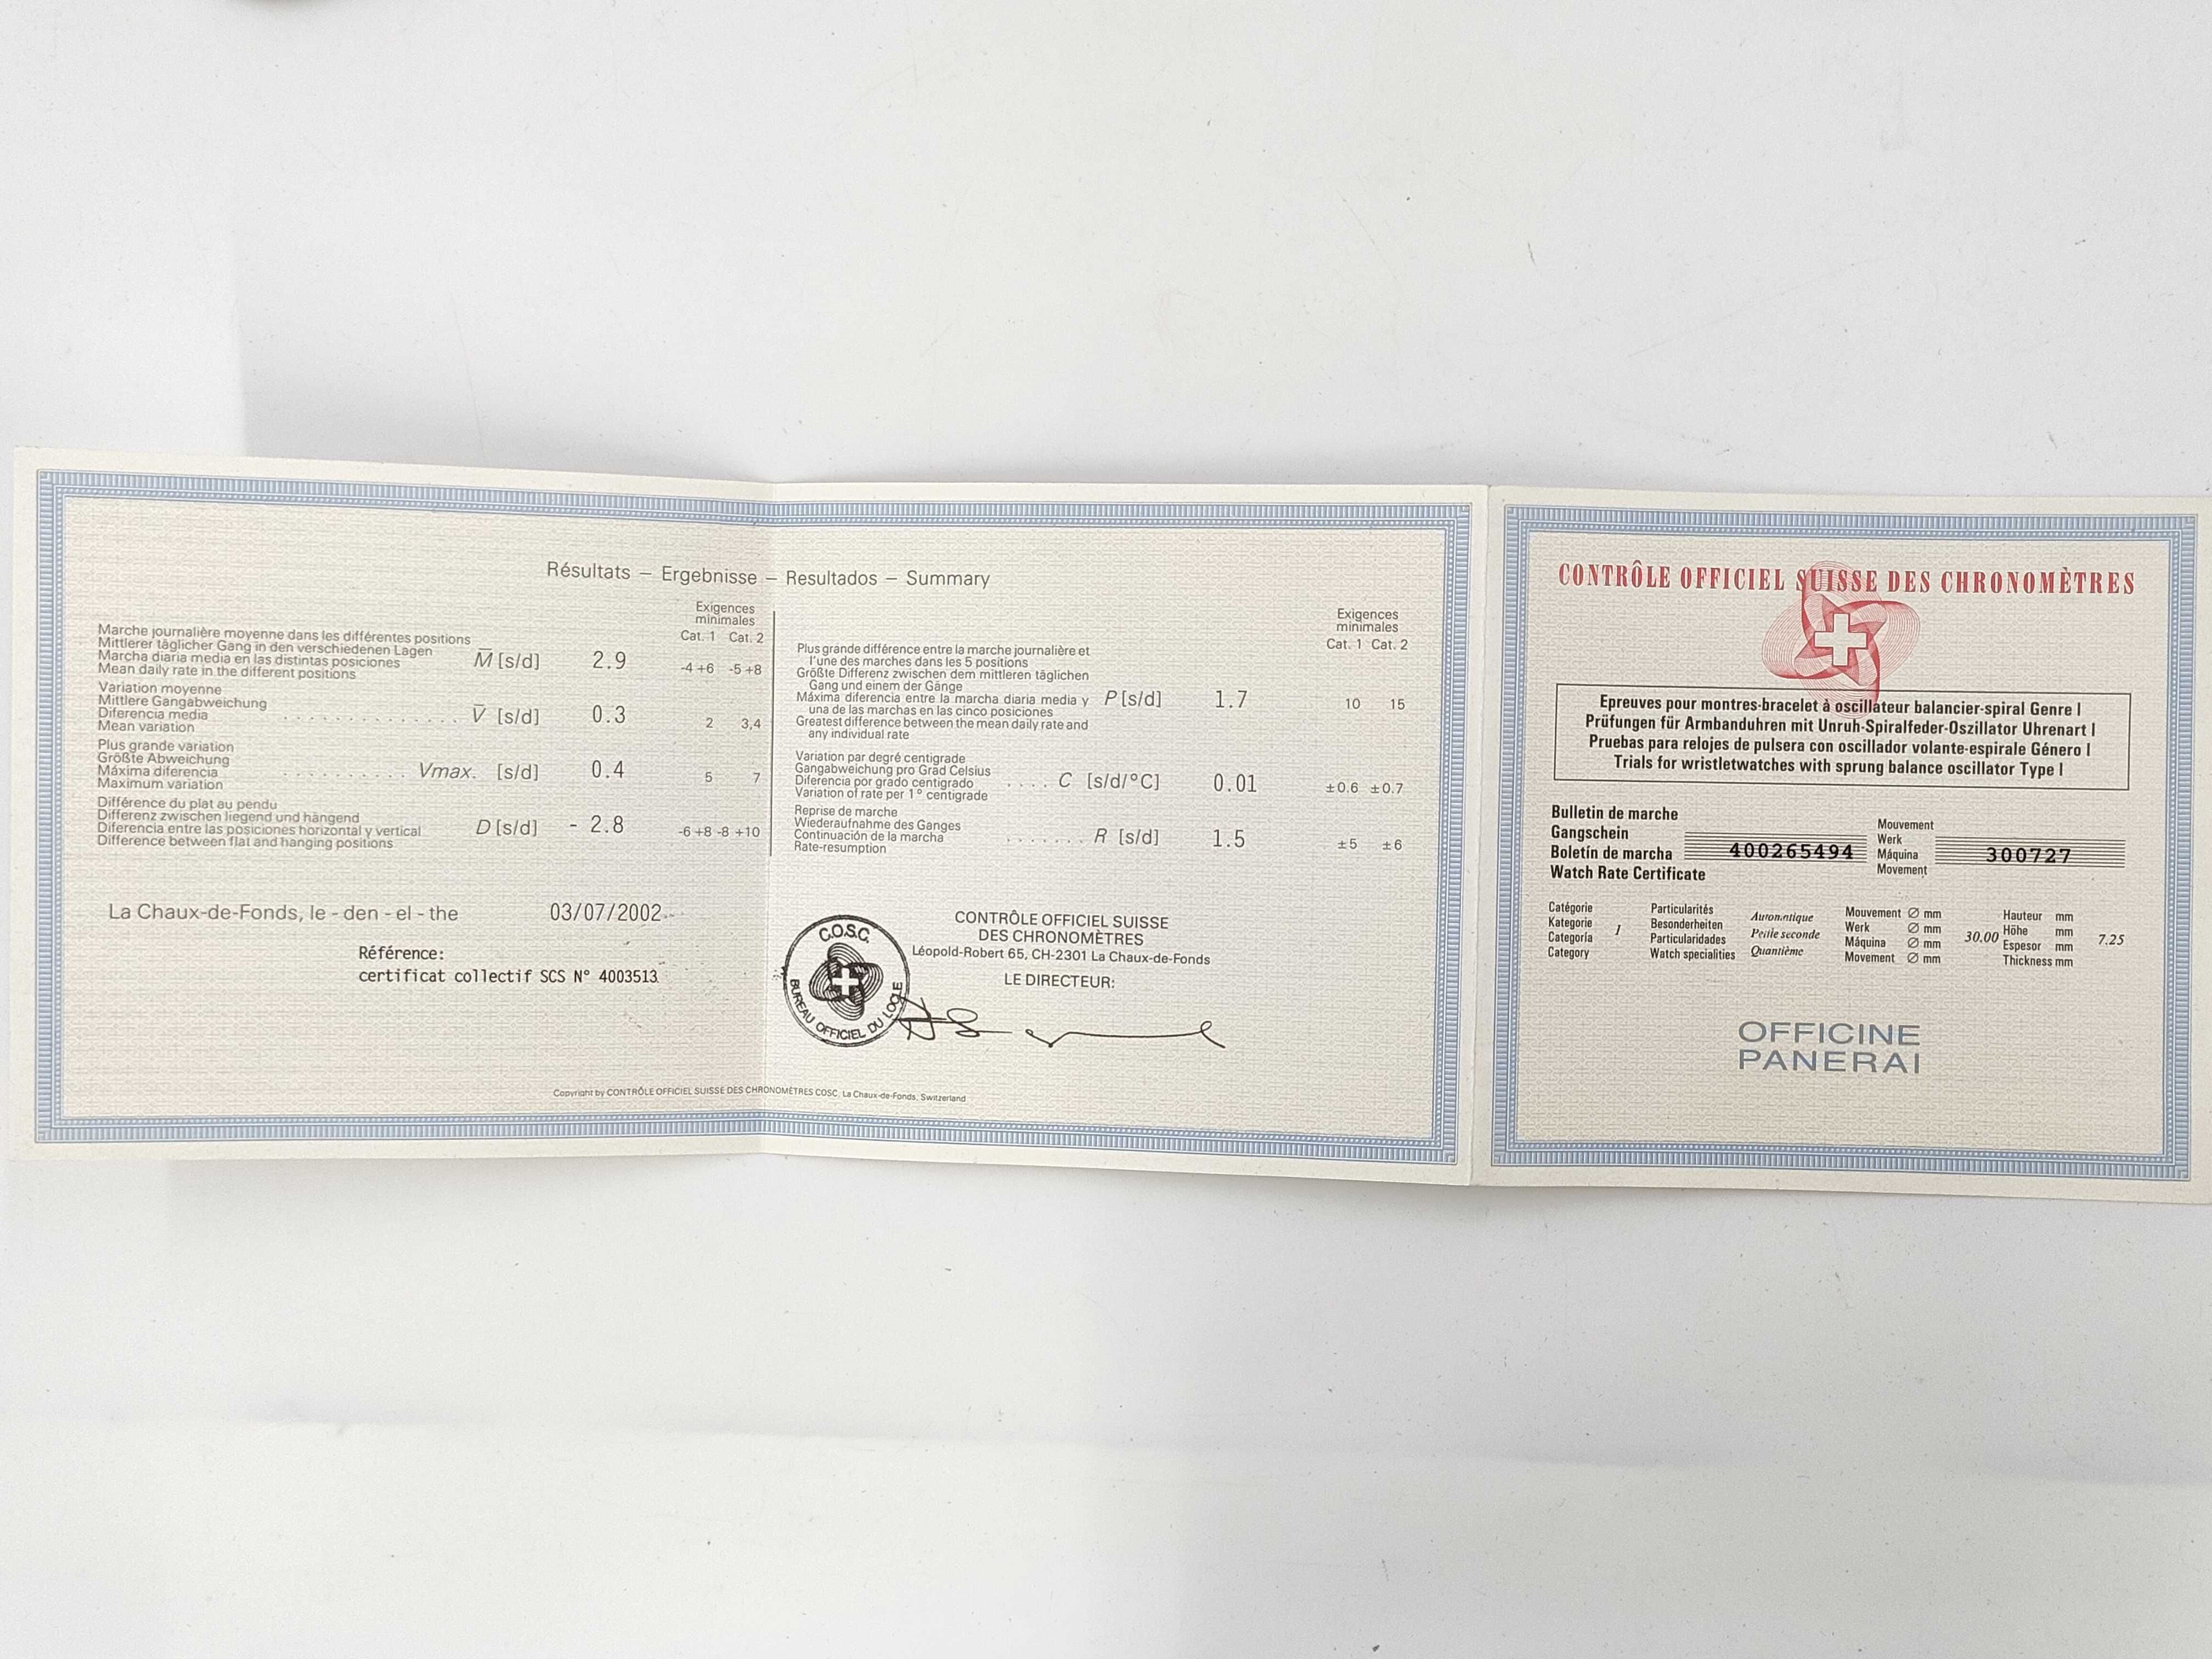 Résultats – Ergebnisse – Resultados – Summary
Exigences
minimales
Cat. 1 Cat. 2
Marche journalière moyenne dans les différentes positions
Mittlerer täglicher Gang in den verschiedenen Lagen
Marcha diaria media en las distintas posiciones
Mean daily rate in the different positions
M̅ [s/d] 2.9 -4 +6 -5 +8
Variation moyenne
Mittlere Gangabweichung
Diferencia media
Mean variation
. . . . . . . . . . . . . . V̅ [s/d] 0.3 2 3,4
Plus grande variation
Größte Abweichung
Máxima diferencia
Maximum variation
. . . . . . . . . . Vmax. [s/d] 0.4 5 7
Différence du plat au pendu
Differenz zwischen liegend und hängend
Diferencia entre las posiciones horizontal y vertical
Difference between flat and hanging positions
D [s/d] - 2.8 -6 +8 -8 +10
La Chaux-de-Fonds, le - den - el - the 03/07/2002
Référence:
certificat collectif SCS N° 4003513
Exigences
minimales
Cat. 1 Cat. 2
Plus grande différence entre la marche journalière et
l'une des marches dans les 5 positions
Größte Differenz zwischen dem mittleren täglichen
Gang und einem der Gänge
Máxima diferencia entre la marcha diaria media y
una de las marchas en las cinco posiciones
Greatest difference between the mean daily rate and
any individual rate
P [s/d] 1.7 10 15
Variation par degré centigrade
Gangabweichung pro Grad Celsius
Diferencia por grado centigrado
Variation of rate per 1° centigrade
. . . . C [s/d/°C] 0.01 ±0.6 ±0.7
Reprise de marche
Wiederaufnahme des Ganges
Continuación de la marcha
Rate-resumption
. . . . . . . R [s/d] 1.5 ±5 ±6
C.O.S.C.
BUREAU OFFICIEL DU LOCLE
CONTRÔLE OFFICIEL SUISSE
DES CHRONOMÈTRES
Léopold-Robert 65, CH-2301 La Chaux-de-Fonds
LE DIRECTEUR:
Copyright by CONTRÔLE OFFICIEL SUISSE DES CHRONOMÈTRES COSC, La Chaux-de-Fonds, Switzerland
CONTRÔLE OFFICIEL SUISSE DES CHRONOMÈTRES
Epreuves pour montres-bracelet à oscillateur balancier-spiral Genre I
Prüfungen für Armbanduhren mit Unruh-Spiralfeder-Oszillator Uhrenart I
Pruebas para relojes de pulsera con oscillador volante-espirale Género I
Trials for wristletwatches with sprung balance oscillator Type I
Bulletin de marche
Gangschein
Boletín de marcha
Watch Rate Certificate
400265494
Mouvement
Werk
Máquina
Movement
300727
Catégorie
Kategorie
Categoría
Category
1
Particularités
Besonderheiten
Particularidades
Watch specialities
Automatique
Petite seconde
Quantième
Mouvement Ø mm
Werk Ø mm
Máquina Ø mm
Movement Ø mm
30.00
Hauteur mm
Höhe mm
Espesor mm
Thickness mm
7.25
OFFICINE
PANERAI